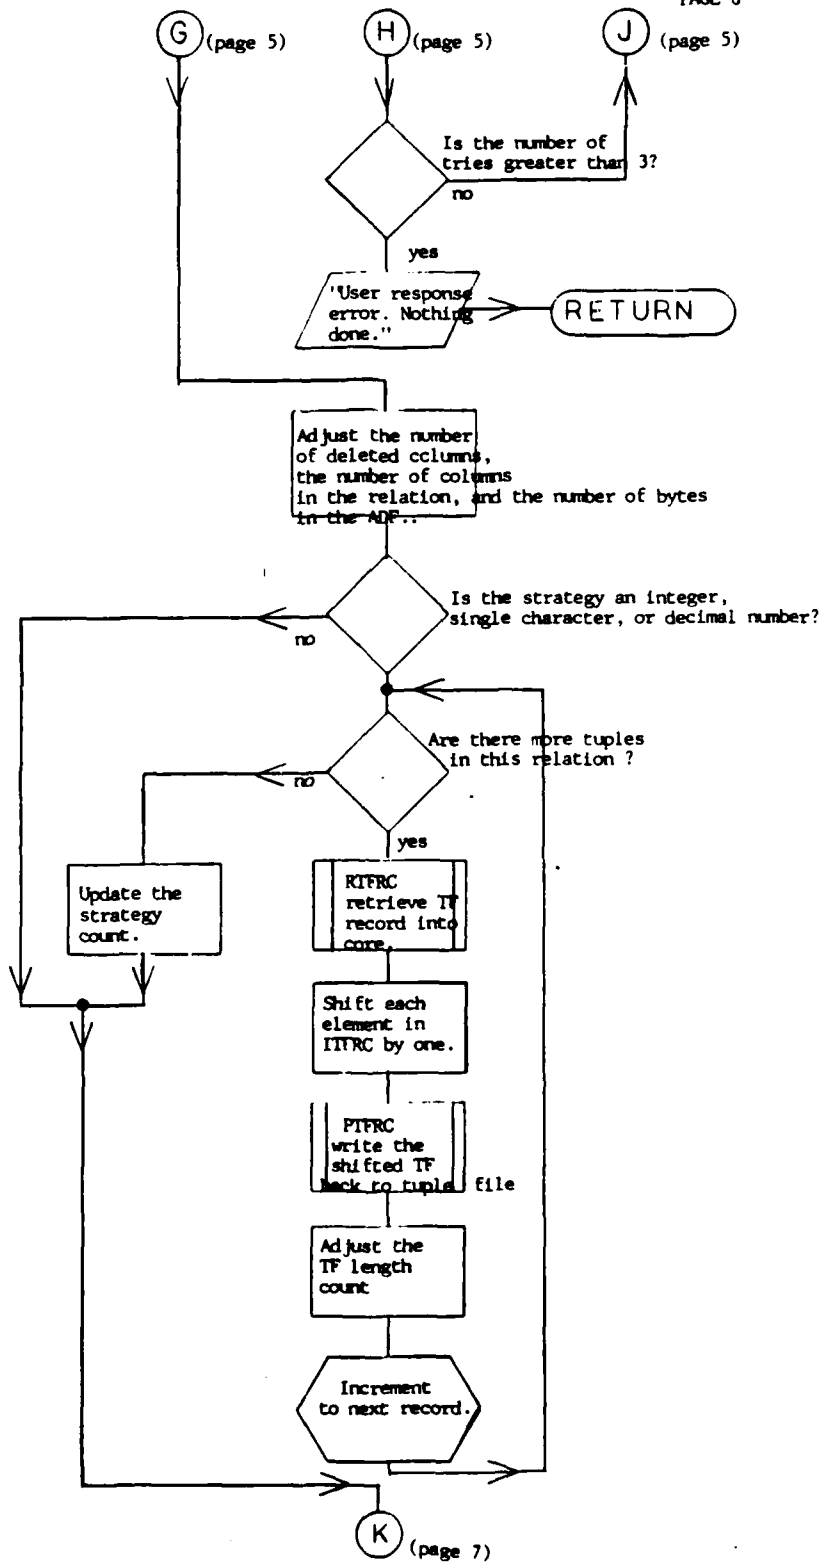 PAGE 6
G (page 5)
H (page 5)
J (page 5)
Is the number of
tries greater than 3?
no
yes
"User response
error. Nothing
done."
RETURN
Adjust the number
of deleted cclumns,
the number of columns
in the relation, and the number of bytes
in the ADF..
Is the strategy an integer,
single character, or decimal number?
no
Are there more tuples
in this relation ?
no
yes
Update the
strategy
count.
RTFRC
retrieve TF
record into
core.
Shift each
element in
ITFRC by one.
PTFRC
write the
shifted TF
back to tuple file
Adjust the
TF length
count
Increment
to next record.
K (page 7)